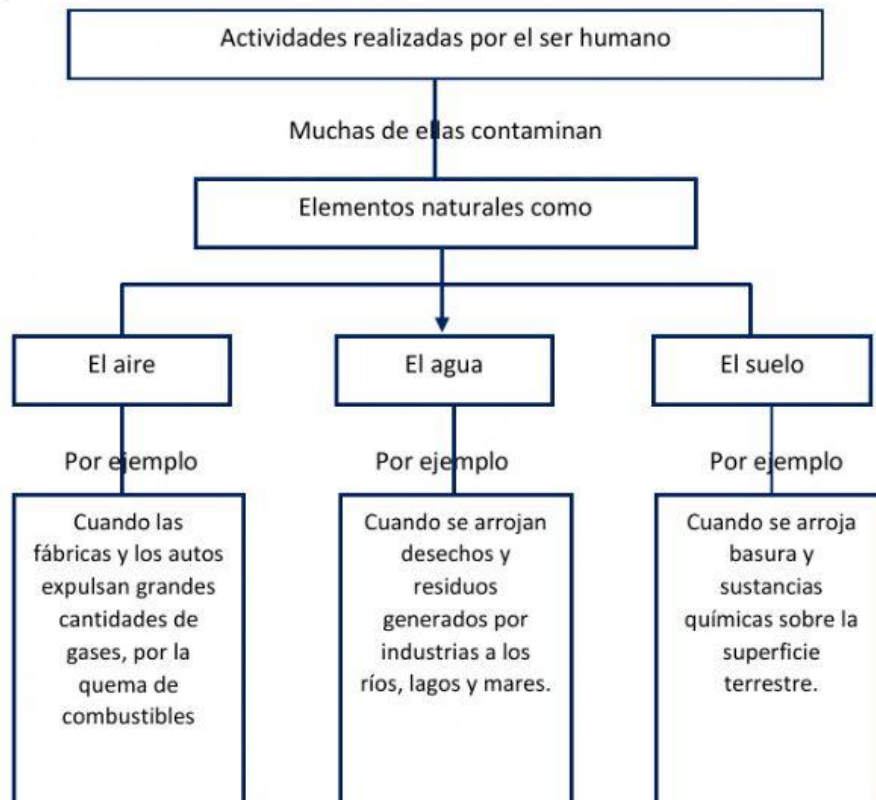 Actividades realizadas por el ser humano
Muchas de ellas contaminan
Elementos naturales como
El aire
El agua
El suelo
Por ejemplo
Por ejemplo
Por ejemplo
Cuando las
fábricas y los autos
expulsan grandes
cantidades de
gases, por la
quema de
combustibles
Cuando se arrojan
desechos y
residuos
generados por
industrias a los
ríos, lagos y mares.
Cuando se arroja
basura y
sustancias
químicas sobre la
superficie
terrestre.